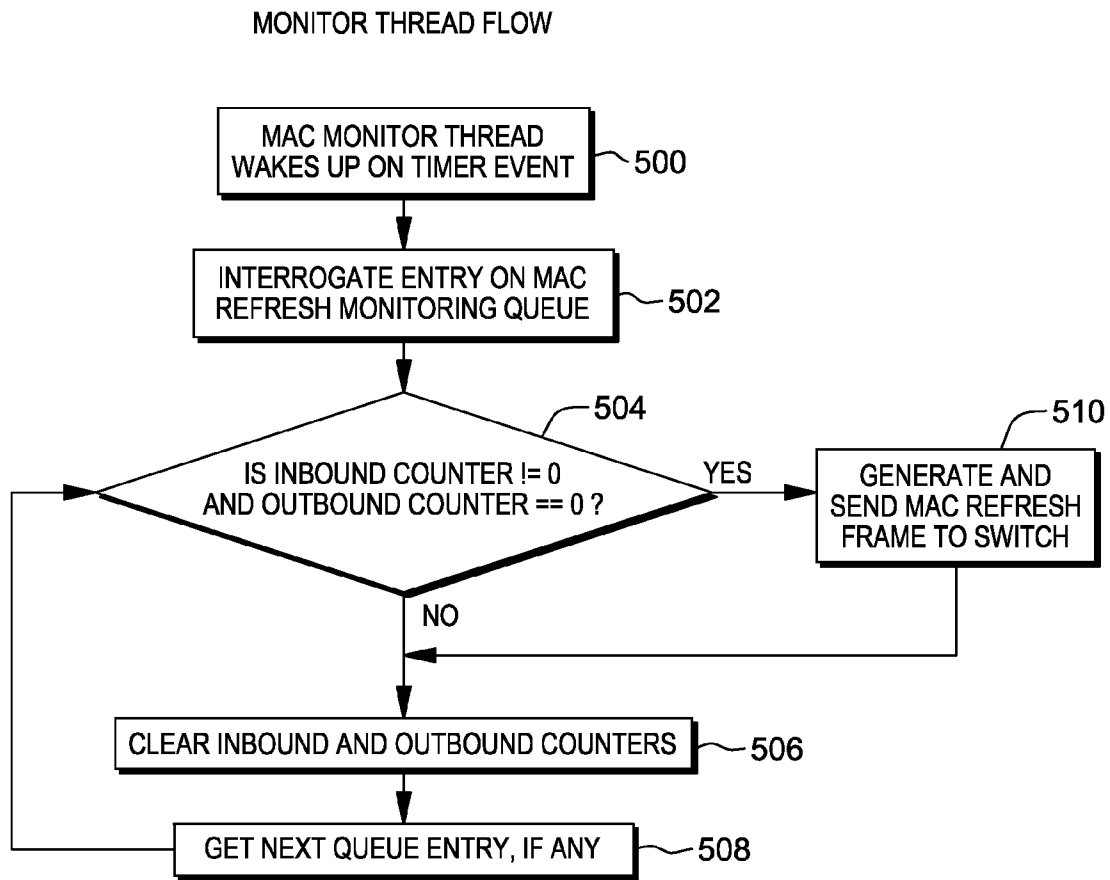 MONITOR THREAD FLOW
MAC MONITOR THREAD
WAKES UP ON TIMER EVENT
500
INTERROGATE ENTRY ON MAC
REFRESH MONITORING QUEUE
502
504
IS INBOUND COUNTER != 0
AND OUTBOUND COUNTER == 0 ?
YES
510
GENERATE AND
SEND MAC REFRESH
FRAME TO SWITCH
NO
CLEAR INBOUND AND OUTBOUND COUNTERS
506
GET NEXT QUEUE ENTRY, IF ANY
508